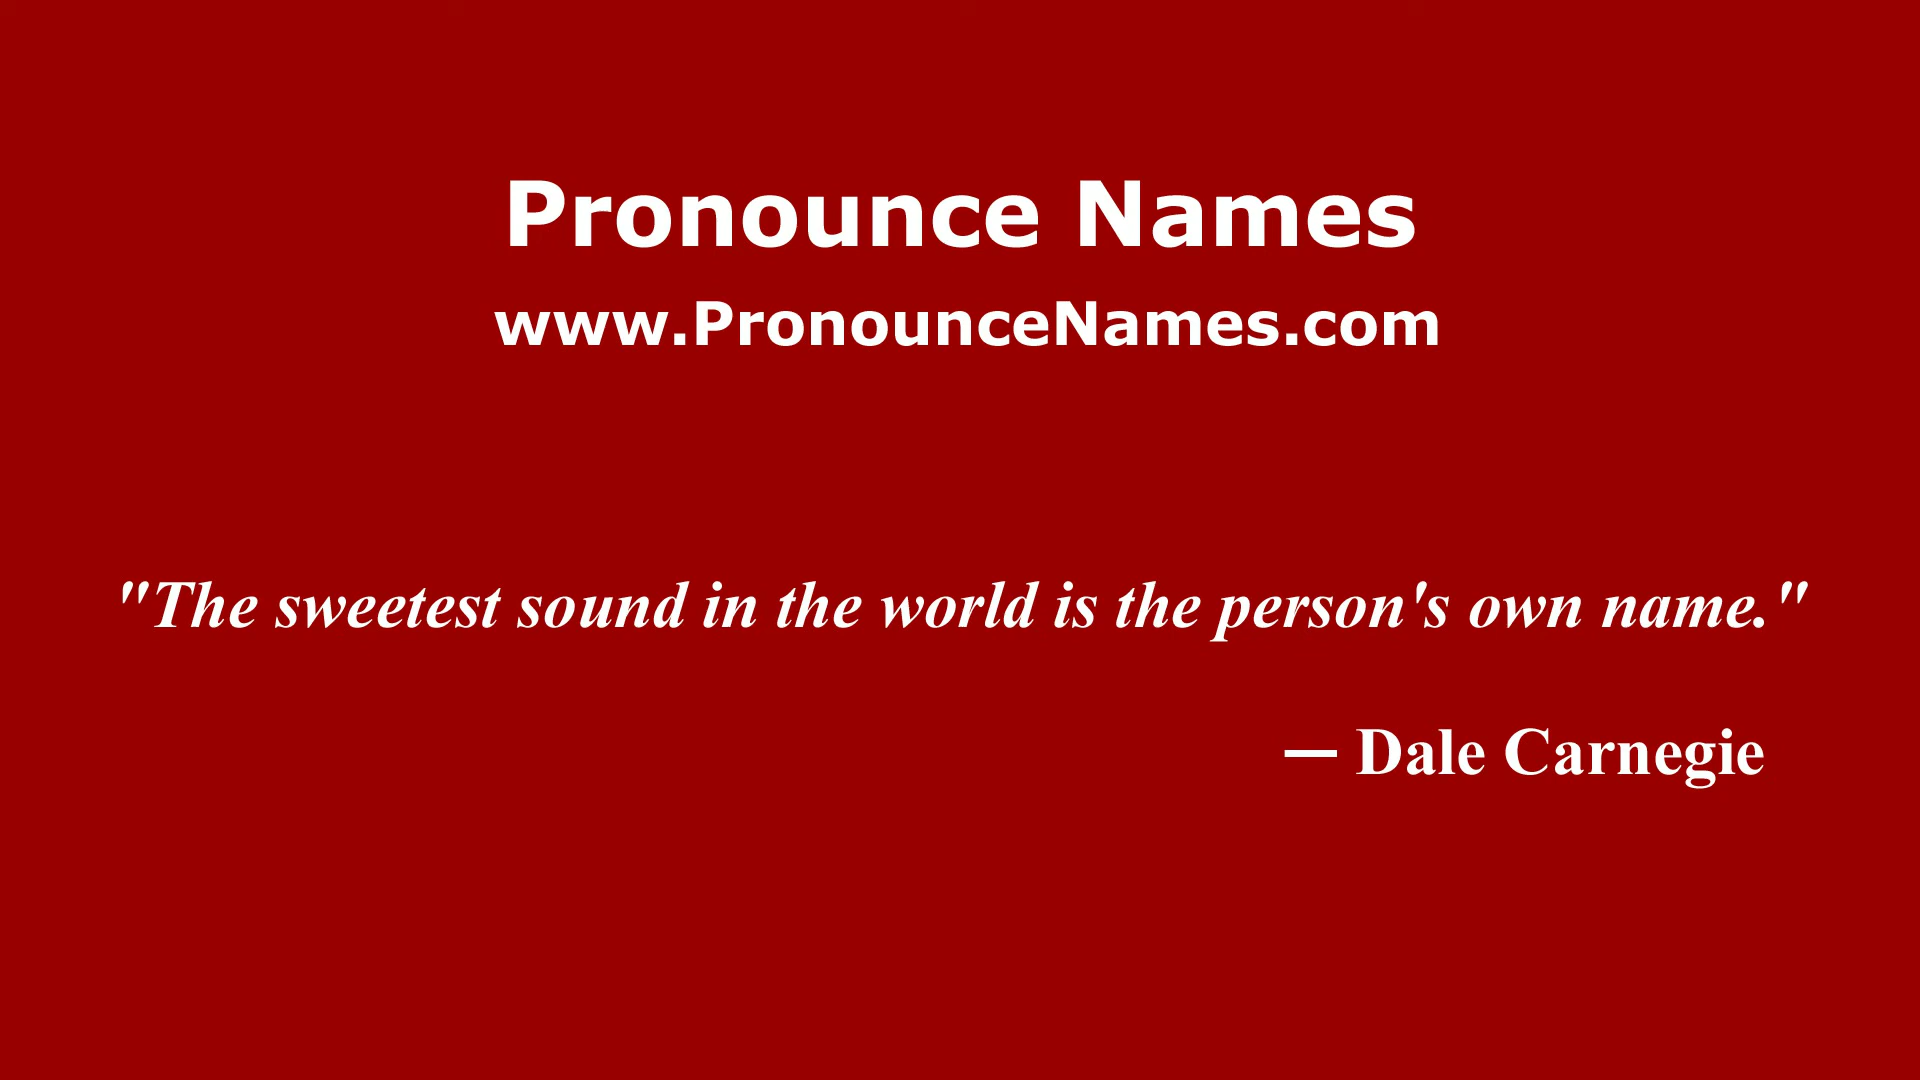 Pronounce Names
www.PronounceNames.com
"The sweetest sound in the world is the person's own name."
— Dale Carnegie